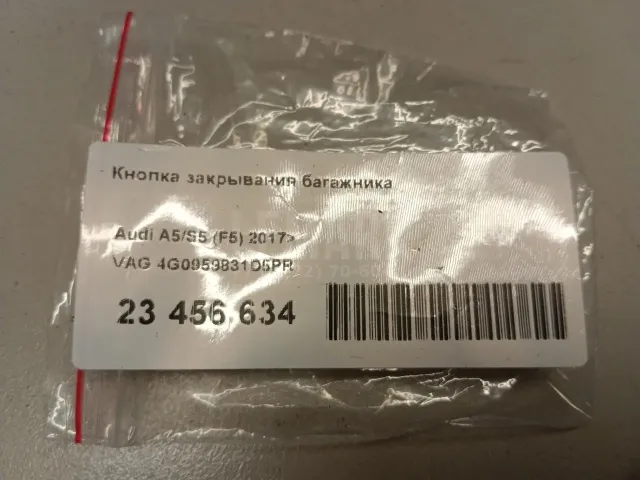 Кнопка закрывания багажника
Audi A5/S5 (F5) 2017>
VAG 4G0959831D5PR
23 456 634